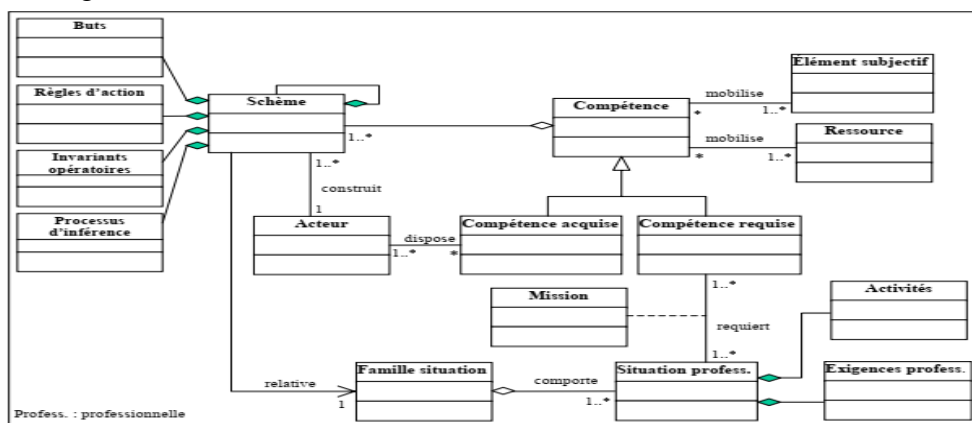 Buts
Règles d'action
Invariants
opératoires
Processus
d'inférence
Schème
1..*
1..*
construit
1
Acteur
1..*
dispose
*
Compétence
mobilise
*
1..*
Élément subjectif
mobilise
*
1..*
Ressource
Compétence acquise
Compétence requise
1..*
Mission
requiert
1..*
Activités
relative
1
Famille situation
comporte
1..*
Situation profess.
Exigences profess.
Profess. : professionnelle